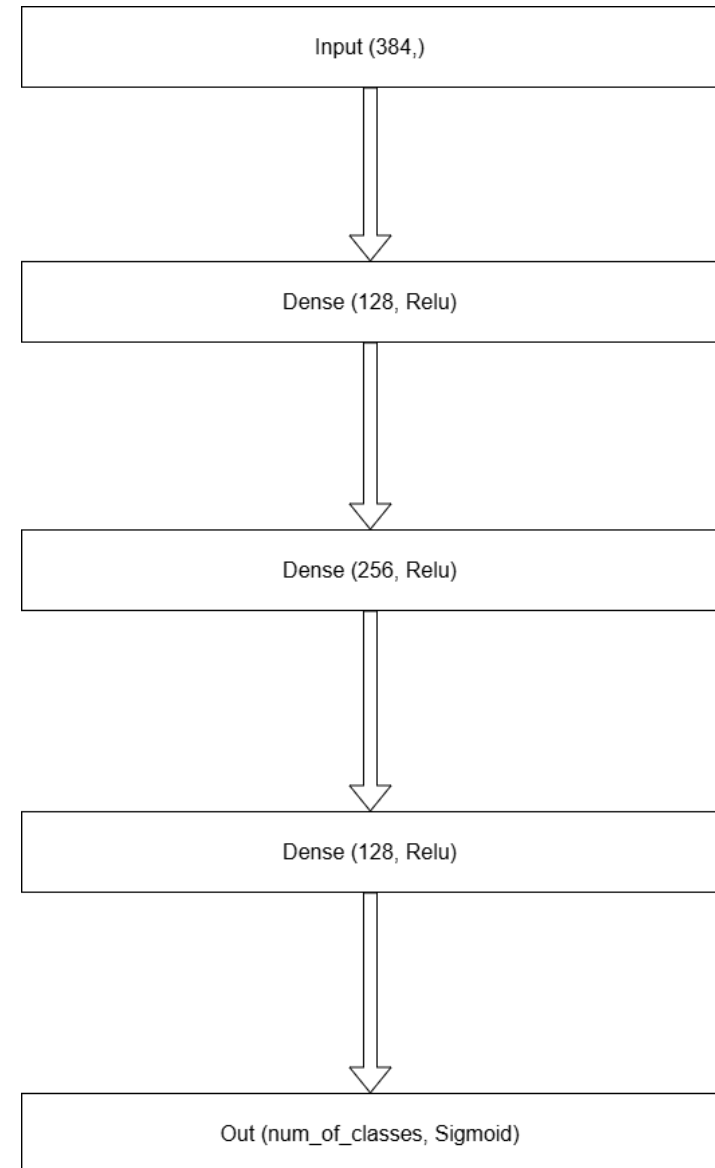 Input (384,)
Dense (128, Relu)
Dense (256, Relu)
Dense (128, Relu)
Out (num_of_classes, Sigmoid)